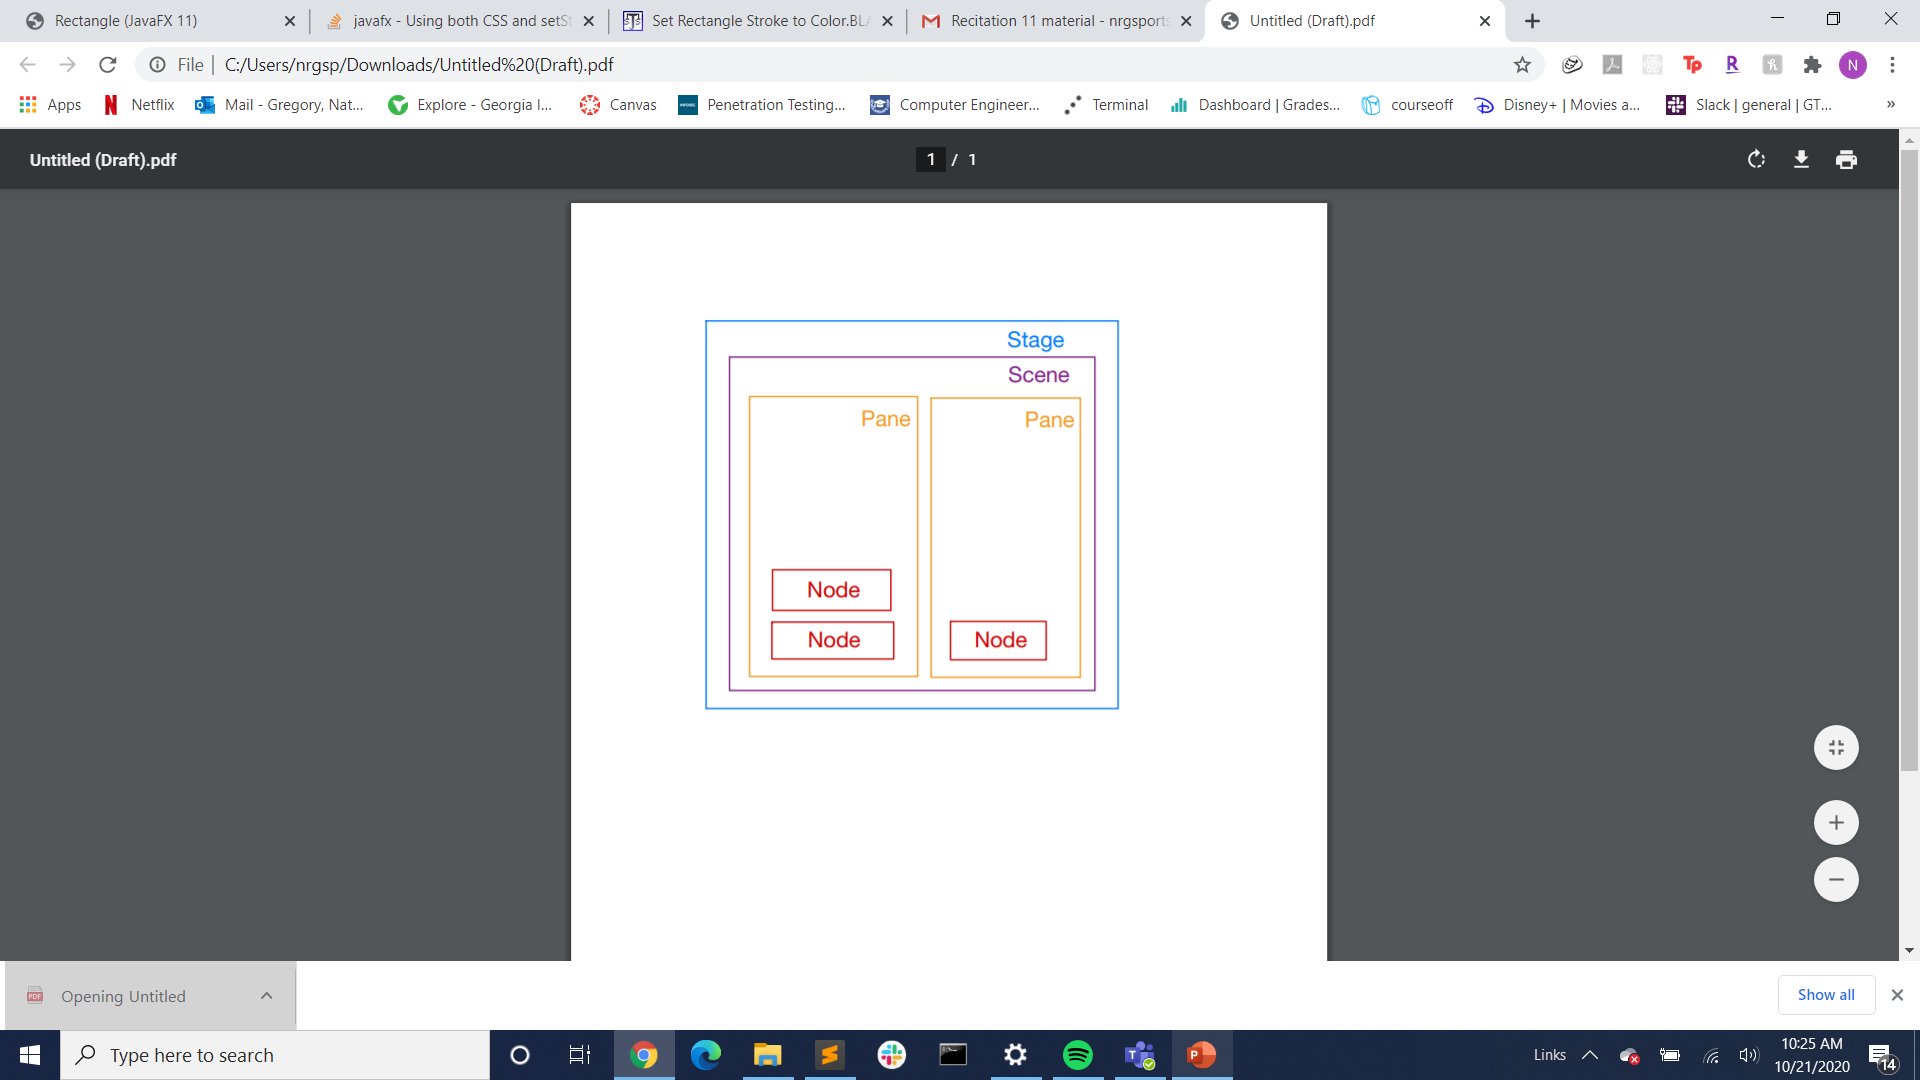 Rectangle (JavaFX 11)
javafx - Using both CSS and setSt
Set Rectangle Stroke to Color.BLA
Recitation 11 material - nrgsports
Untitled (Draft).pdf
File
C:/Users/nrgsp/Downloads/Untitled%20(Draft).pdf
N
Apps
Netflix
Mail - Gregory, Nat...
Explore - Georgia I...
Canvas
Penetration Testing...
Computer Engineer...
Terminal
Dashboard | Grades...
courseoff
Disney+ | Movies a...
Slack | general | GT...
»
Untitled (Draft).pdf
1 / 1
Stage
Scene
Pane
Pane
Node
Node
Node
Opening Untitled
Show all
Type here to search
Links
10:25 AM
10/21/2020
14